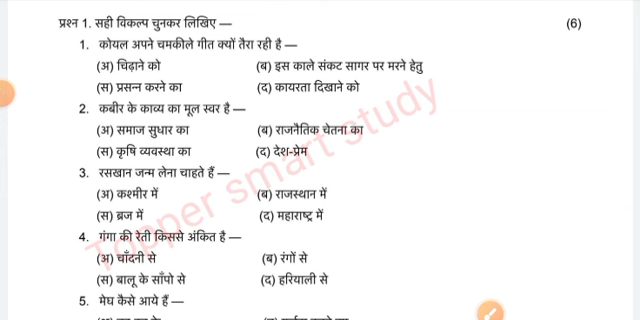 प्रश्न 1. सही विकल्प चुनकर लिखिए — (6)
1. कोयल अपने चमकीले गीत क्यों तैरा रही है —
(अ) चिढ़ाने को (ब) इस काले संकट सागर पर मरने हेतु
(स) प्रसन्न करने का (द) कायरता दिखाने को
2. कबीर के काव्य का मूल स्वर है —
(अ) समाज सुधार का (ब) राजनैतिक चेतना का
(स) कृषि व्यवस्था का (द) देश-प्रेम
3. रसखान जन्म लेना चाहते हैं —
(अ) कश्मीर में (ब) राजस्थान में
(स) ब्रज में (द) महाराष्ट्र में
4. गंगा की रेती किससे अंकित है —
(अ) चाँदनी से (ब) रंगों से
(स) बालू के साँपो से (द) हरियाली से
5. मेघ कैसे आये हैं —
Topper smart study